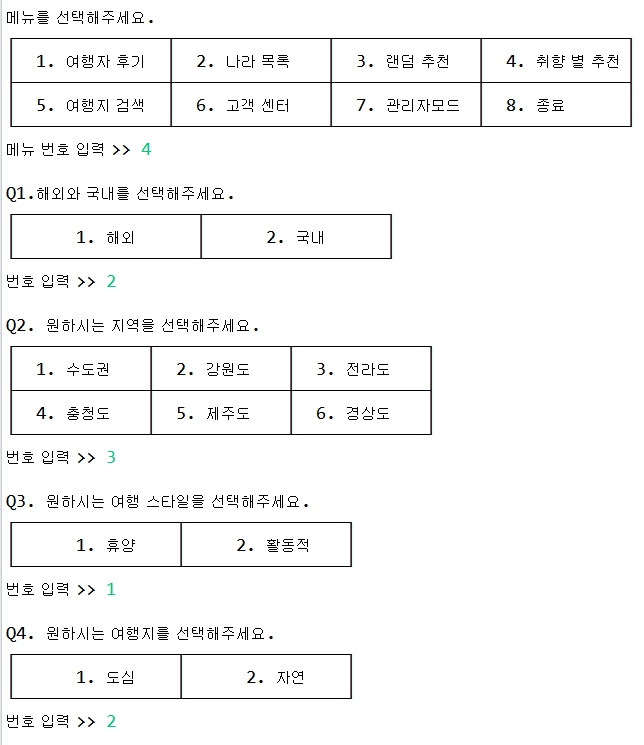 메뉴를 선택해주세요.
1. 여행자 후기 2. 나라 목록 3. 랜덤 추천 4. 취향 별 추천
5. 여행지 검색 6. 고객 센터 7. 관리자모드 8. 종료
메뉴 번호 입력 >> 4
Q1.해외와 국내를 선택해주세요.
1. 해외 2. 국내
번호 입력 >> 2
Q2. 원하시는 지역을 선택해주세요.
1. 수도권 2. 강원도 3. 전라도
4. 충청도 5. 제주도 6. 경상도
번호 입력 >> 3
Q3. 원하시는 여행 스타일을 선택해주세요.
1. 휴양 2. 활동적
번호 입력 >> 1
Q4. 원하시는 여행지를 선택해주세요.
1. 도심 2. 자연
번호 입력 >> 2